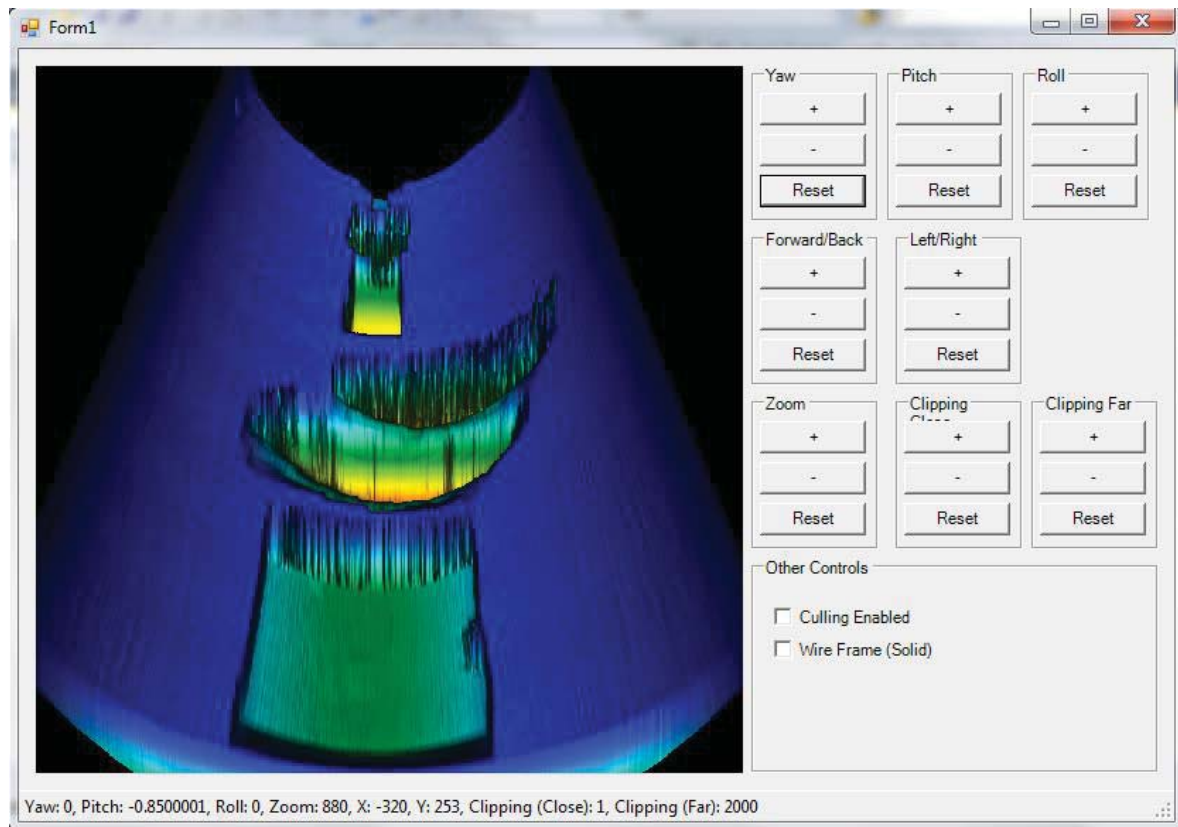 Form1
Yaw Pitch Roll
+ + +
- - -
Reset Reset Reset
Forward/Back Left/Right
+ +
- -
Reset Reset
Zoom Clipping Clipping Far
+ + +
- - -
Reset Reset Reset
Other Controls
Culling Enabled
Wire Frame (Solid)
Yaw: 0, Pitch: -0.8500001, Roll: 0, Zoom: 880, X: -320, Y: 253, Clipping (Close): 1, Clipping (Far): 2000